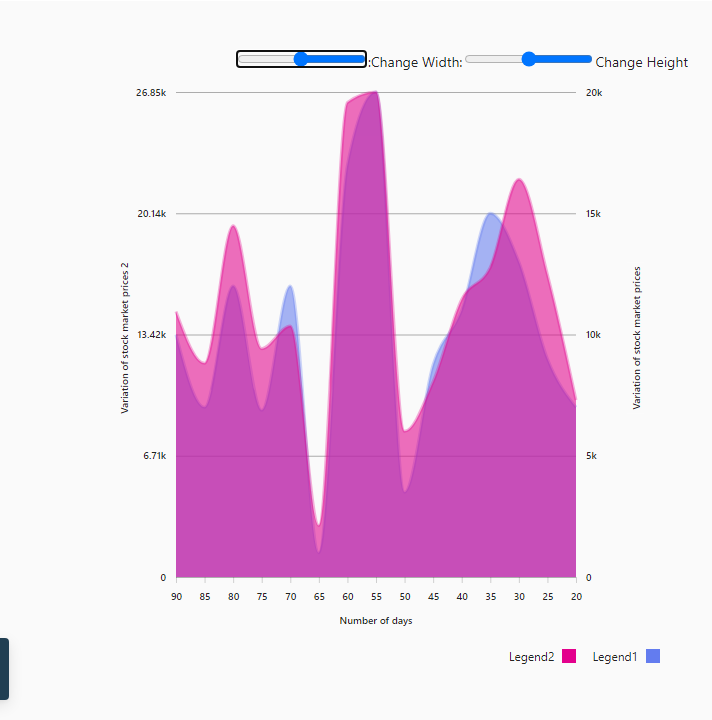 :Change Width: Change Height
26.85k 20k
20.14k 15k
13.42k 10k
6.71k 5k
0 0
Variation of stock market prices 2
Variation of stock market prices
90 85 80 75 70 65 60 55 50 45 40 35 30 25 20
Number of days
Legend2 Legend1